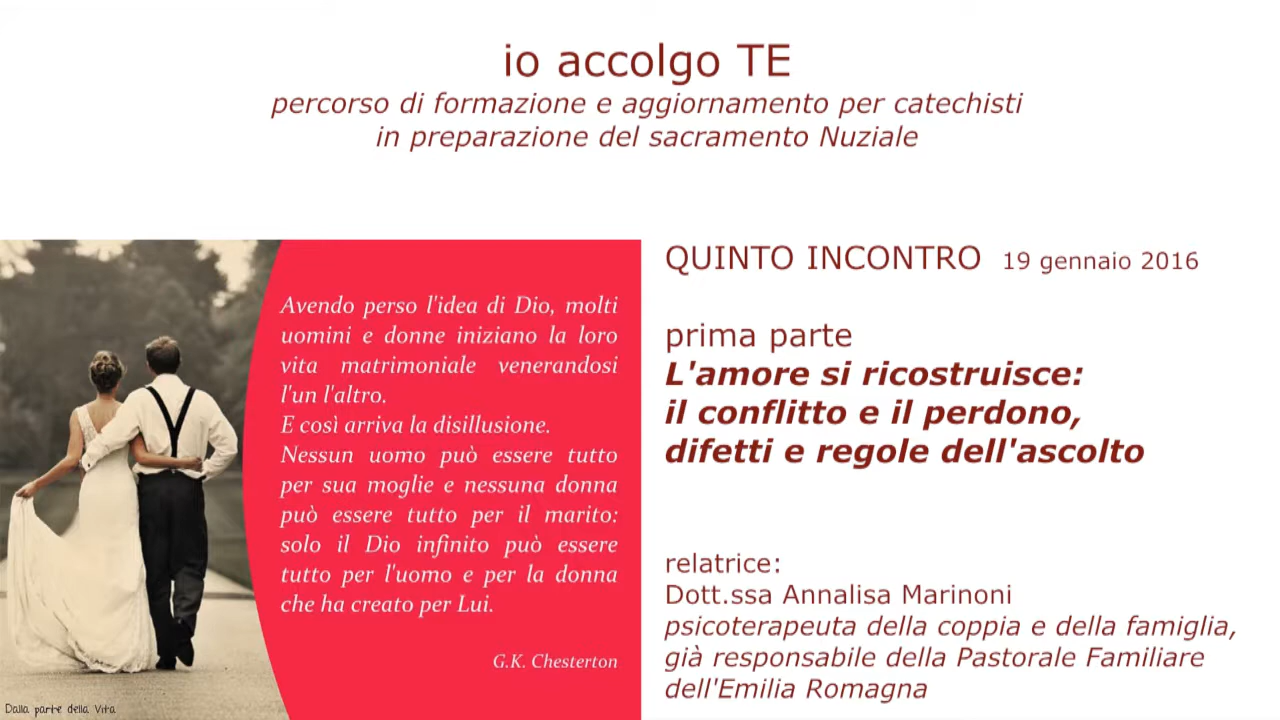 io accolgo TE
percorso di formazione e aggiornamento per catechisti
in preparazione del sacramento Nuziale
Avendo perso l'idea di Dio, molti
uomini e donne iniziano la loro
vita matrimoniale venerandosi
l'un l'altro.
E così arriva la disillusione.
Nessun uomo può essere tutto
per sua moglie e nessuna donna
può essere tutto per il marito:
solo il Dio infinito può essere
tutto per l'uomo e per la donna
che ha creato per Lui.
G.K. Chesterton
Dalla parte della Vita
QUINTO INCONTRO 19 gennaio 2016
prima parte
L'amore si ricostruisce:
il conflitto e il perdono,
difetti e regole dell'ascolto
relatrice:
Dott.ssa Annalisa Marinoni
psicoterapeuta della coppia e della famiglia,
già responsabile della Pastorale Familiare
dell'Emilia Romagna